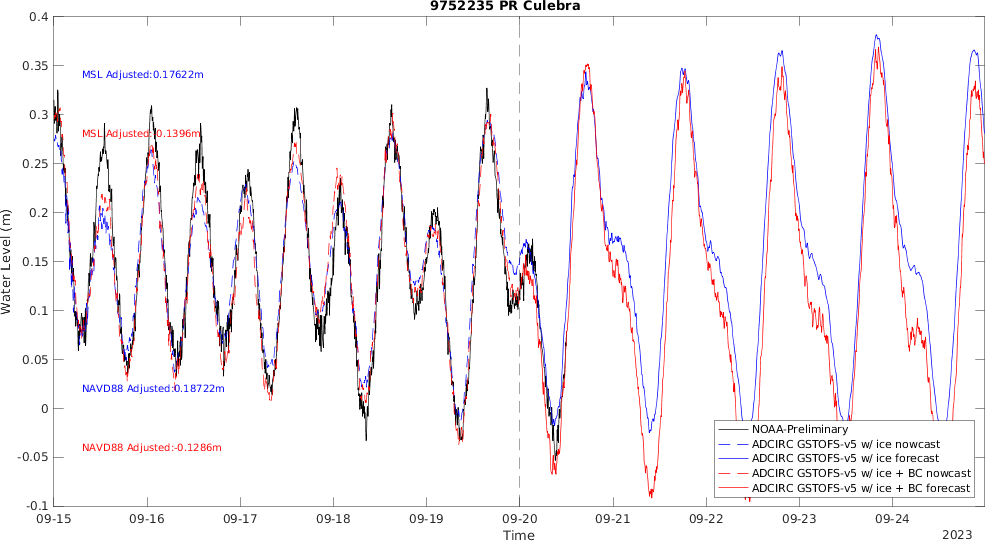 9752235 PR Culebra
Water Level (m)
0.4
0.35
0.3
0.25
0.2
0.15
0.1
0.05
0
-0.05
-0.1
MSL Adjusted:0.17622m
MSL Adjusted:-0.1396m
NAVD88 Adjusted:0.18722m
NAVD88 Adjusted:-0.1286m
NOAA-Preliminary
ADCIRC GSTOFS-v5 w/ ice nowcast
ADCIRC GSTOFS-v5 w/ ice forecast
ADCIRC GSTOFS-v5 w/ ice + BC nowcast
ADCIRC GSTOFS-v5 w/ ice + BC forecast
09-15 09-16 09-17 09-18 09-19 09-20 09-21 09-22 09-23 09-24
Time
2023